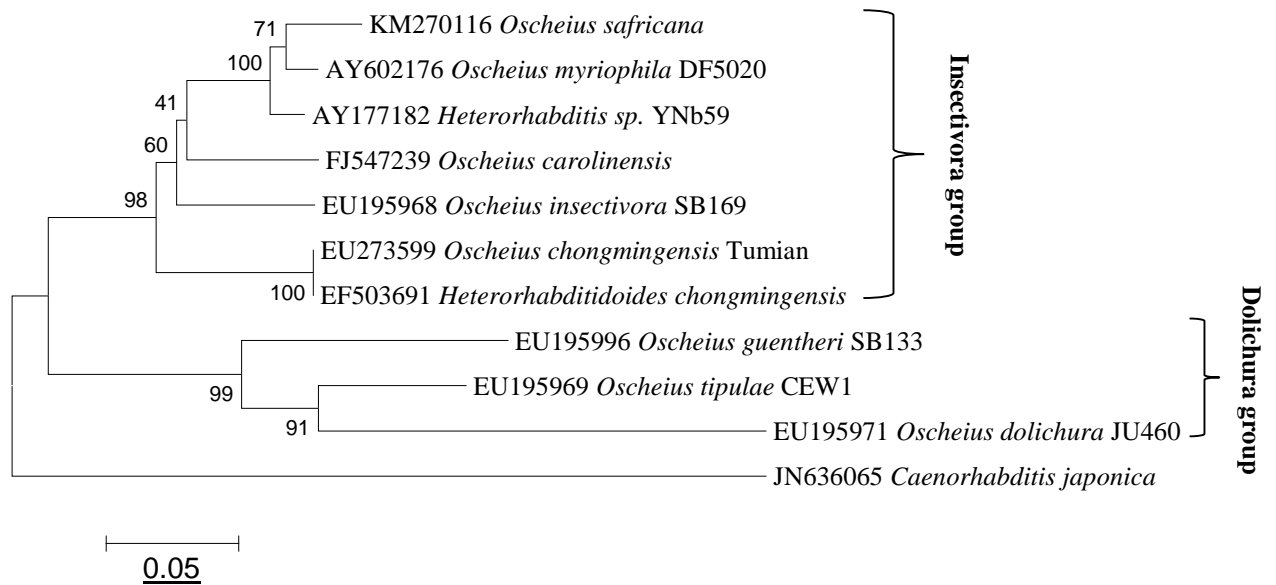 71
KM270116 Oscheius safricana
100
AY602176 Oscheius myriophila DF5020
41
AY177182 Heterorhabditis sp. YNb59
60
FJ547239 Oscheius carolinensis
98
EU195968 Oscheius insectivora SB169
EU273599 Oscheius chongmingensis Tumian
100
EF503691 Heterorhabditidoides chongmingensis
Insectivora group
EU195996 Oscheius guentheri SB133
99
EU195969 Oscheius tipulae CEW1
91
EU195971 Oscheius dolichura JU460
Dolichura group
JN636065 Caenorhabditis japonica
0.05